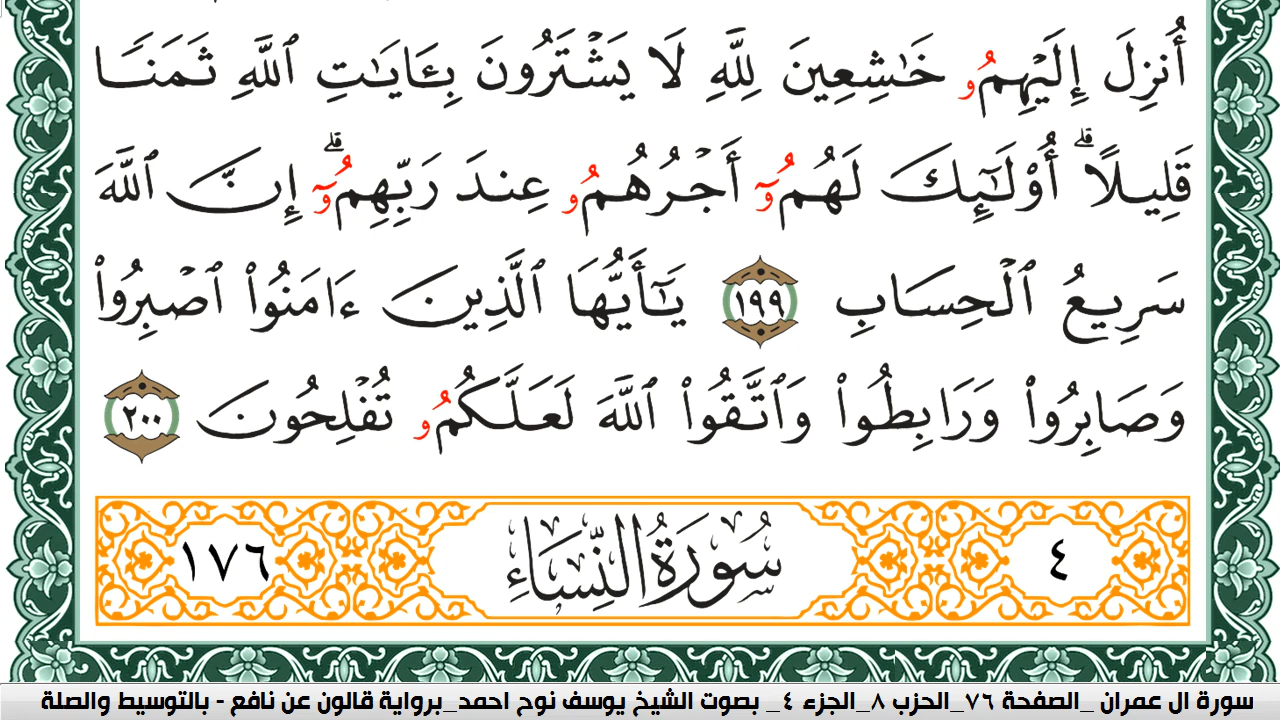 أُنزِلَ إِلَيْهِمُۥ خَٰشِعِينَ لِلَّهِ لَا يَشْتَرُونَ بِـَٔايَٰتِ ٱللَّهِ ثَمَنٗا
قَلِيلًاۗ أُوْلَٰٓئِكَ لَهُمُۥٓ أَجْرُهُمُۥ عِندَ رَبِّهِمُۥٓۗ إِنَّ ٱللَّهَ
سَرِيعُ ٱلْحِسَابِ ١٩٩ يَٰٓأَيُّهَا ٱلَّذِينَ ءَامَنُواْ ٱصْبِرُواْ
وَصَابِرُواْ وَرَابِطُواْ وَٱتَّقُواْ ٱللَّهَ لَعَلَّكُمُۥ تُفْلِحُونَ ٢٠٠
٤ سُورَةُ النِّسَاءِ ١٧٦
سورة ال عمران _الصفحة ٧٦_الحزب ٨_الجزء ٤_ بصوت الشيخ يوسف نوح احمد_برواية قالون عن نافع - بالتوسيط والصلة